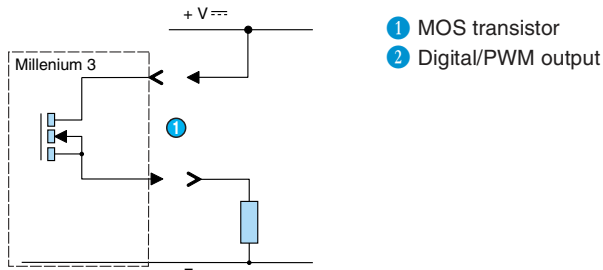 + V ⎓
Millenium 3
1
1 MOS transistor
2 Digital/PWM output
–